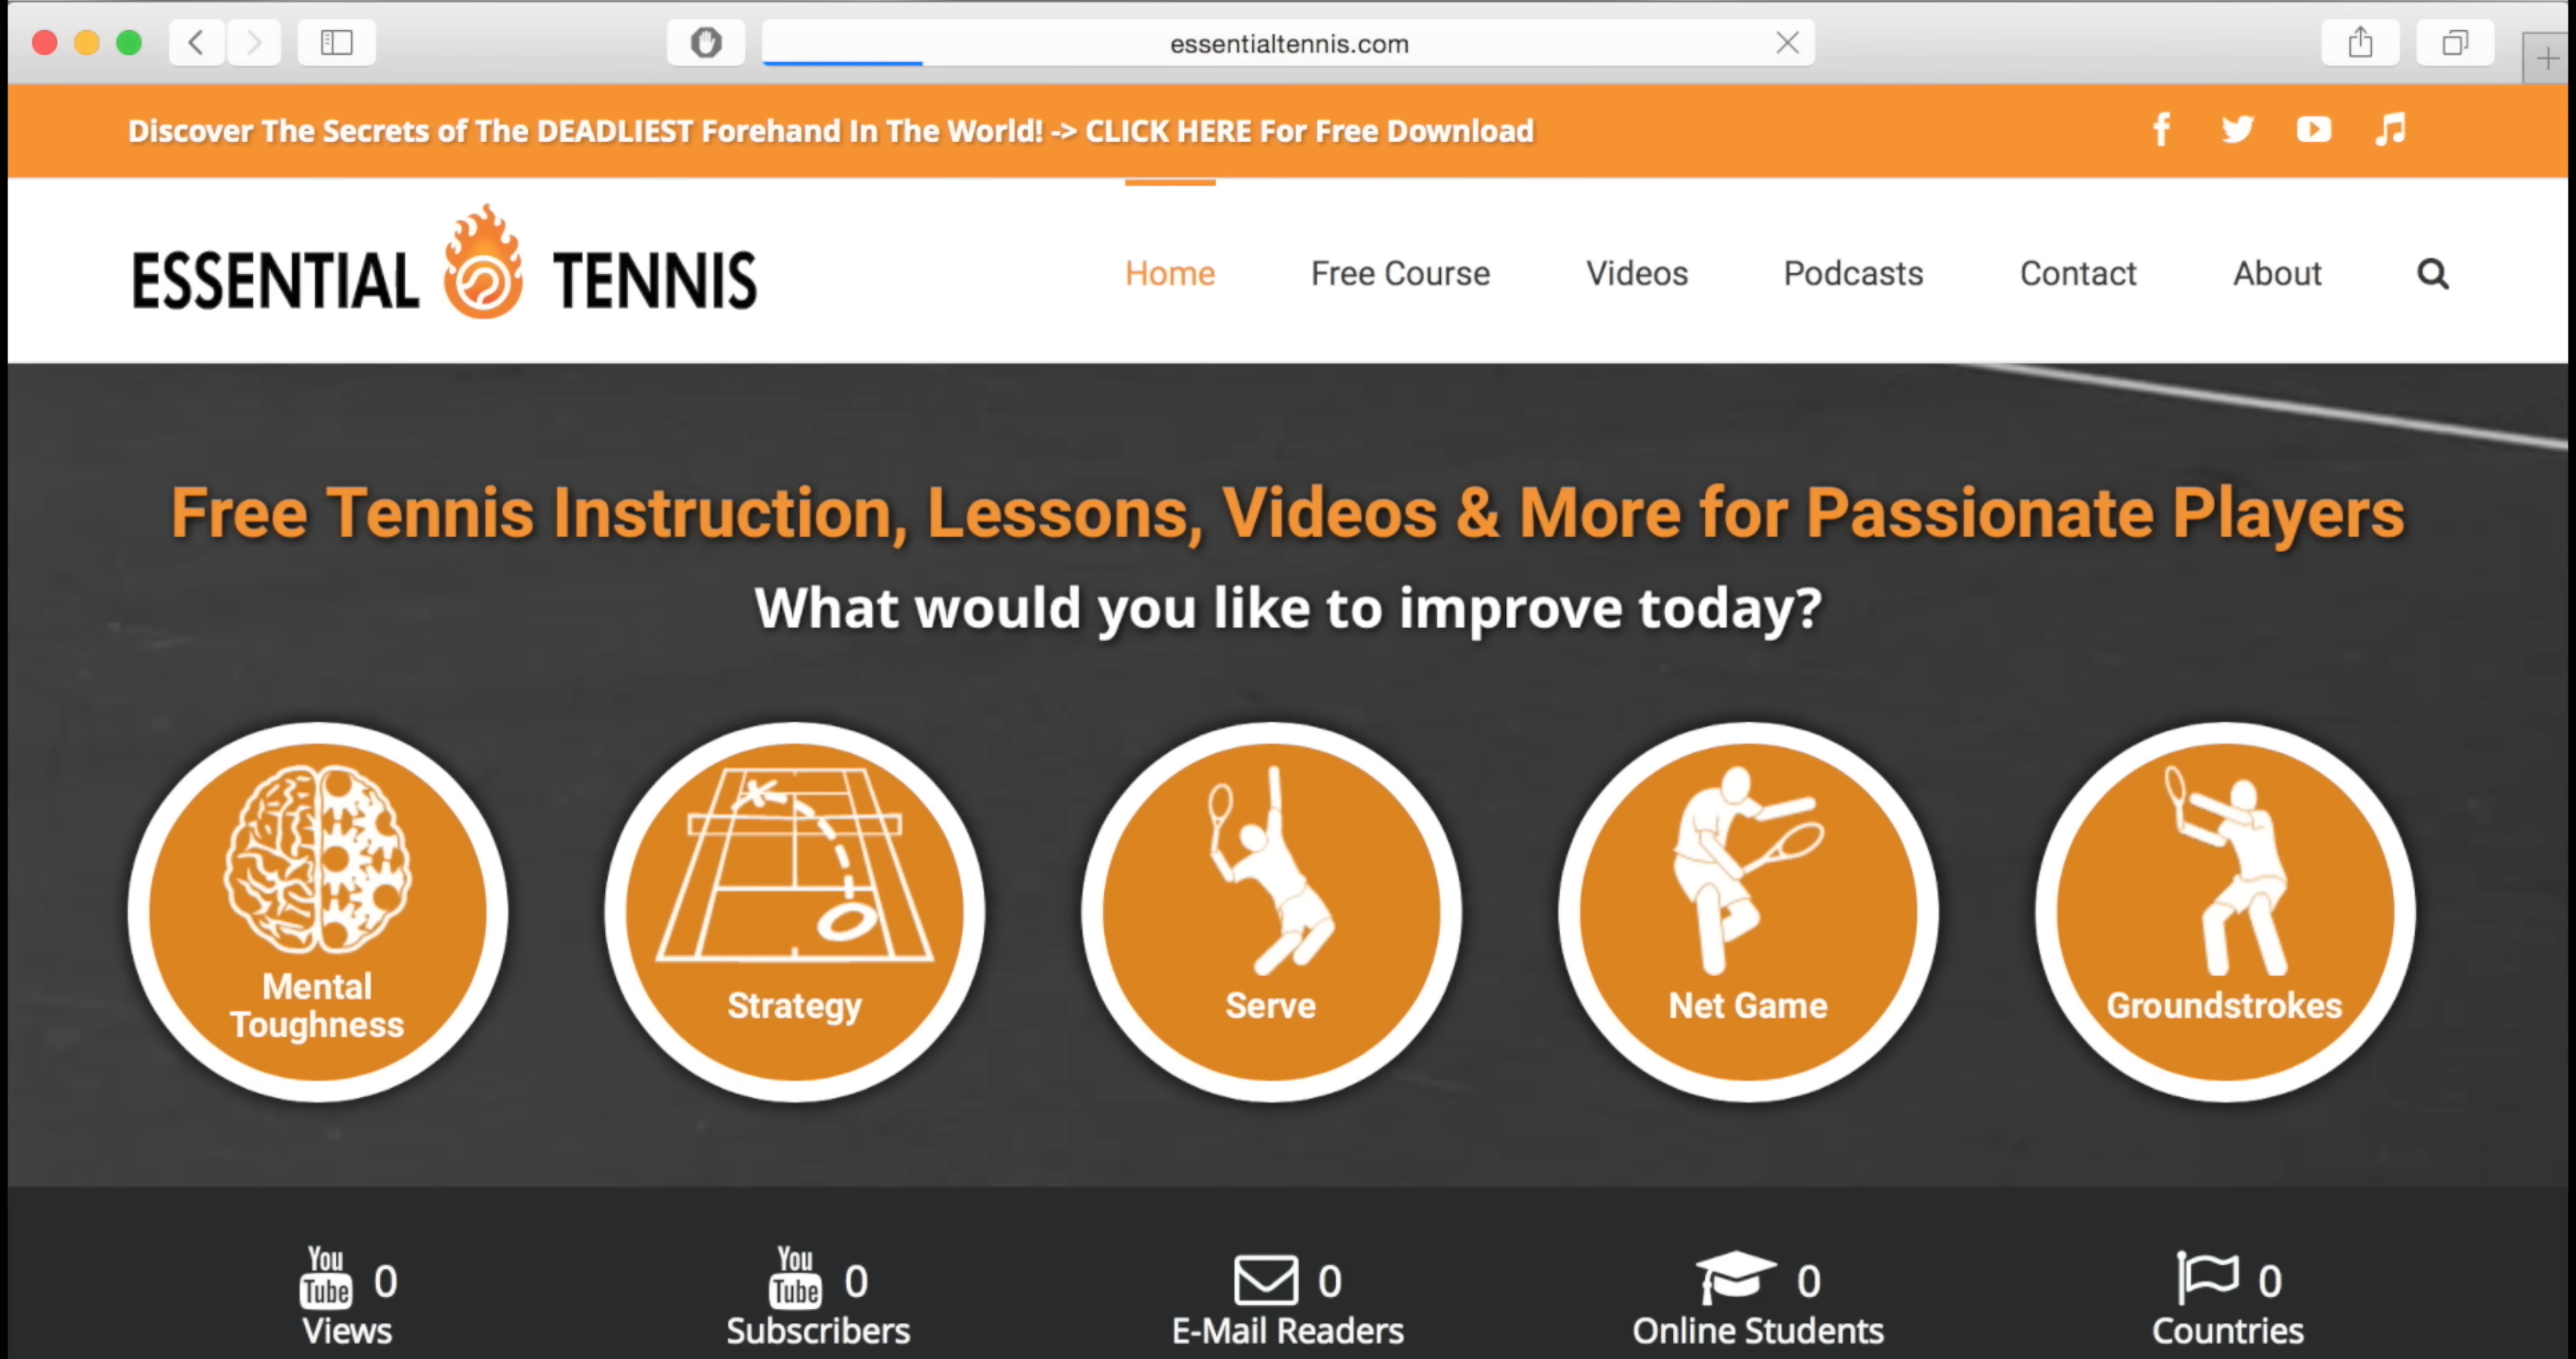 essentialtennis.com
Discover The Secrets of The DEADLIEST Forehand In The World! -> CLICK HERE For Free Download
ESSENTIAL TENNIS
Home Free Course Videos Podcasts Contact About
Free Tennis Instruction, Lessons, Videos & More for Passionate Players
What would you like to improve today?
Mental
Toughness
Strategy
Serve
Net Game
Groundstrokes
You
Tube 0
Views
You
Tube 0
Subscribers
0
E-Mail Readers
0
Online Students
0
Countries